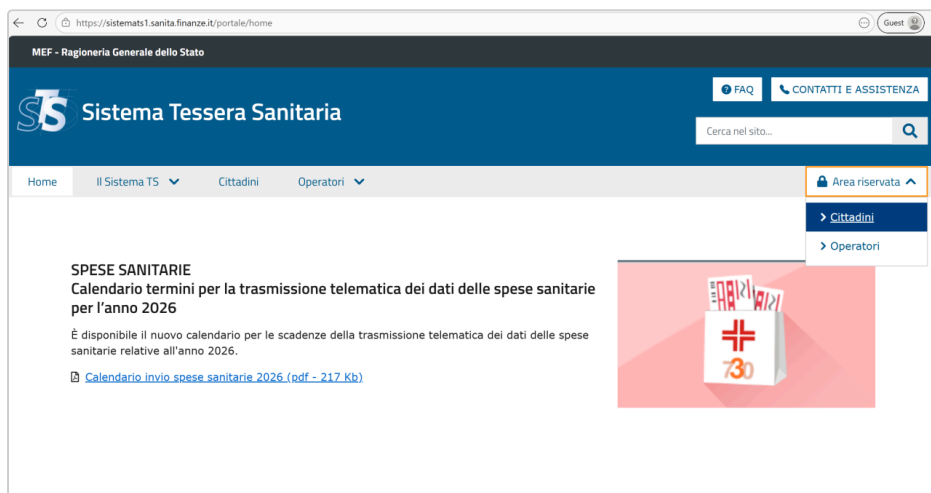 https://sistemats1.sanita.finanze.it/portale/home
Guest
MEF - Ragioneria Generale dello Stato
FAQ
CONTATTI E ASSISTENZA
STS
Sistema Tessera Sanitaria
Cerca nel sito...
Home
Il Sistema TS
Cittadini
Operatori
Area riservata
Cittadini
Operatori
SPESE SANITARIE
Calendario termini per la trasmissione telematica dei dati delle spese sanitarie
per l’anno 2026
È disponibile il nuovo calendario per le scadenze della trasmissione telematica dei dati delle spese
sanitarie relative all'anno 2026.
Calendario invio spese sanitarie 2026 (pdf - 217 Kb)
730